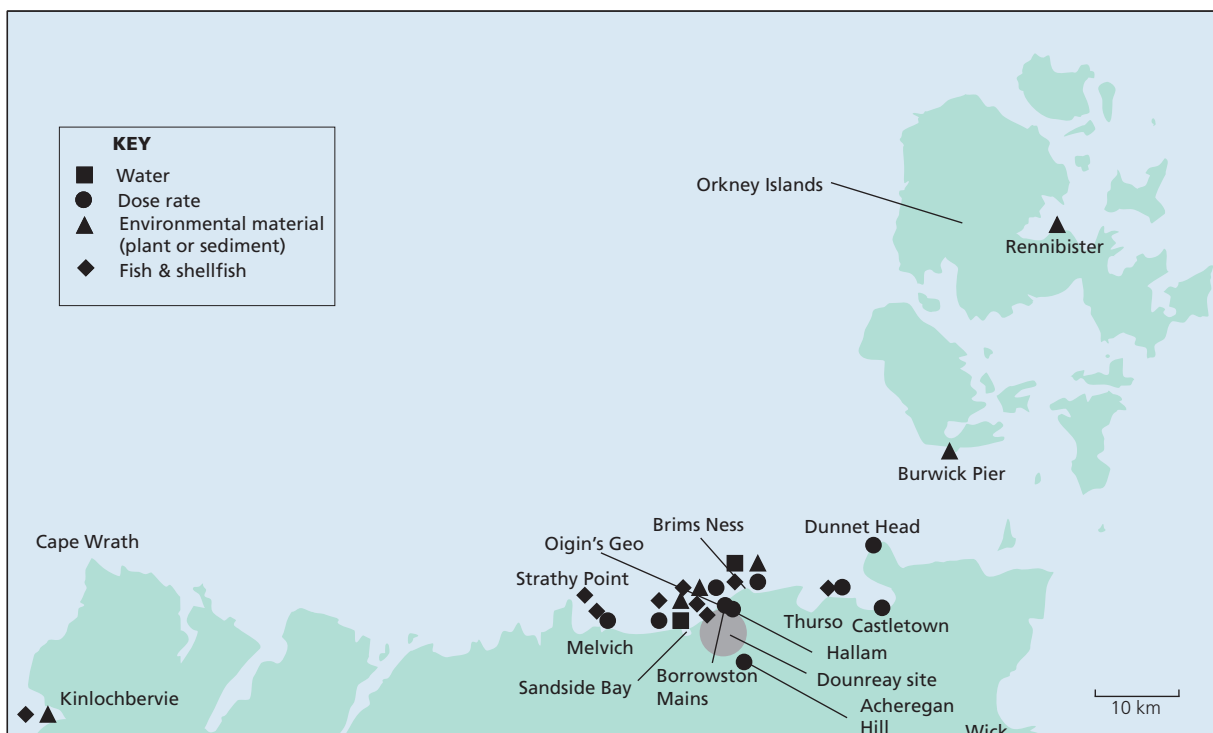 KEY
Water
Dose rate
Environmental material
(plant or sediment)
Fish & shellfish
Orkney Islands
Rennibister
Burwick Pier
Cape Wrath
Brims Ness
Dunnet Head
Oigin's Geo
Strathy Point
Thurso
Castletown
Melvich
Hallam
Sandside Bay
Borrowston
Mains
Dounreay site
Kinlochbervie
Acheregan
Hill
10 km
Wick